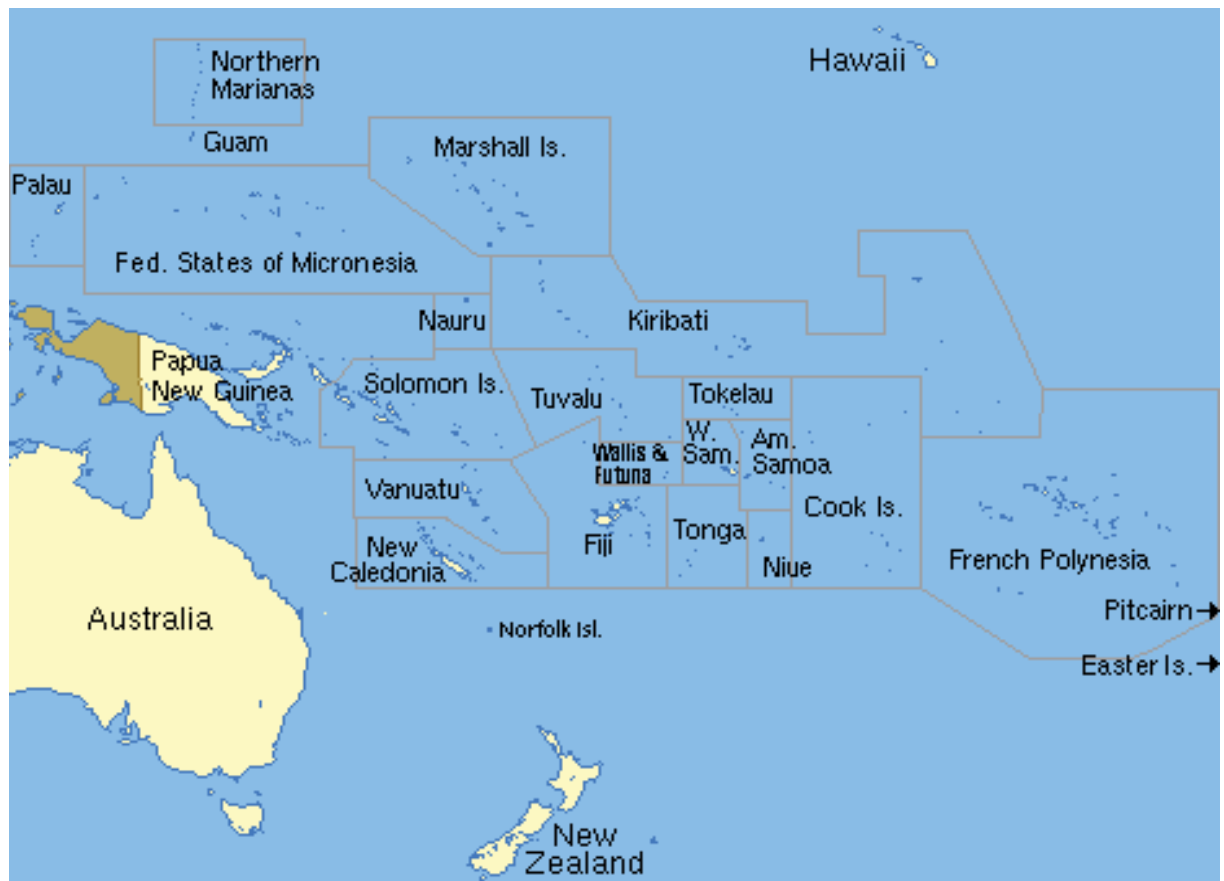 Northern
Marianas
Hawaii
Guam
Marshall Is.
Palau
Fed. States of Micronesia
Nauru
Kiribati
Papua
New Guinea
Solomon Is.
Tuvalu
Tokelau
W.
Sam.
Am.
Samoa
Wallis &
Futuna
Vanuatu
Cook Is.
New
Caledonia
Fiji
Tonga
Niue
French Polynesia
Australia
Norfolk Isl.
Pitcairn
Easter Is.
New
Zealand